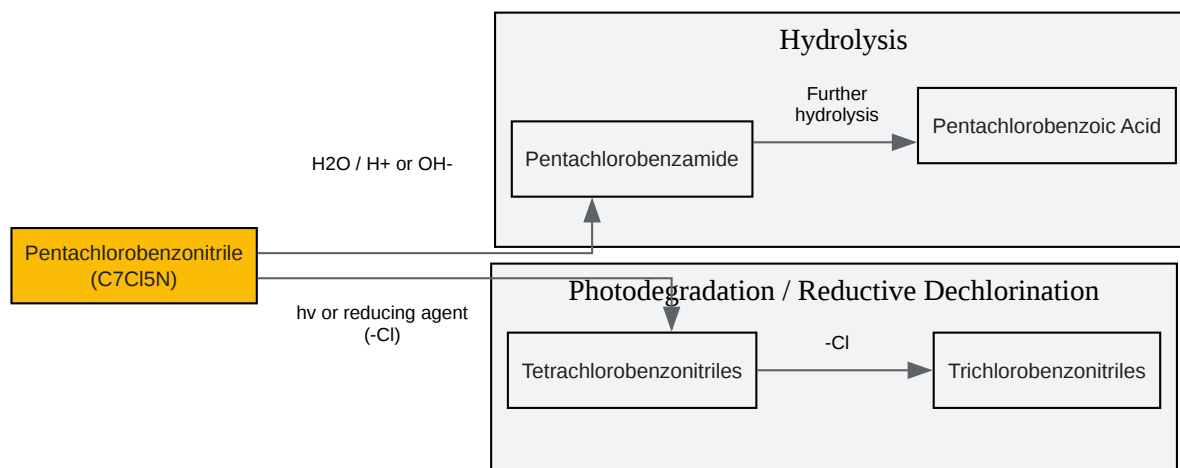 Hydrolysis
Further
hydrolysis
Pentachlorobenzoic Acid
Pentachlorobenzamide
H2O / H+ or OH-
Pentachlorobenzonitrile
(C7Cl5N)
Photodegradation / Reductive Dechlorination
hv or reducing agent
(-Cl)
-Cl
Tetrachlorobenzonitriles
Trichlorobenzonitriles